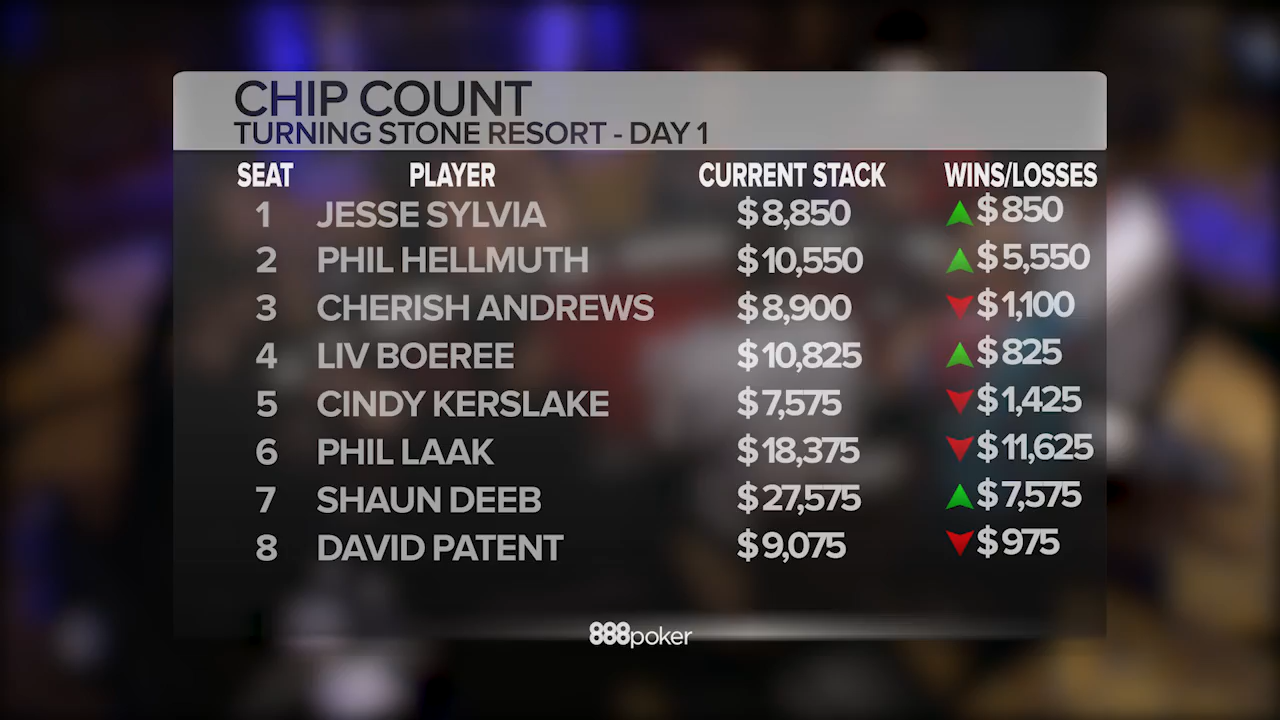 CHIP COUNT
TURNING STONE RESORT - DAY 1
SEAT PLAYER CURRENT STACK WINS/LOSSES
1 JESSE SYLVIA $8,850 $850
2 PHIL HELLMUTH $10,550 $5,550
3 CHERISH ANDREWS $8,900 $1,100
4 LIV BOEREE $10,825 $825
5 CINDY KERSLAKE $7,575 $1,425
6 PHIL LAAK $18,375 $11,625
7 SHAUN DEEB $27,575 $7,575
8 DAVID PATENT $9,075 $975
888poker